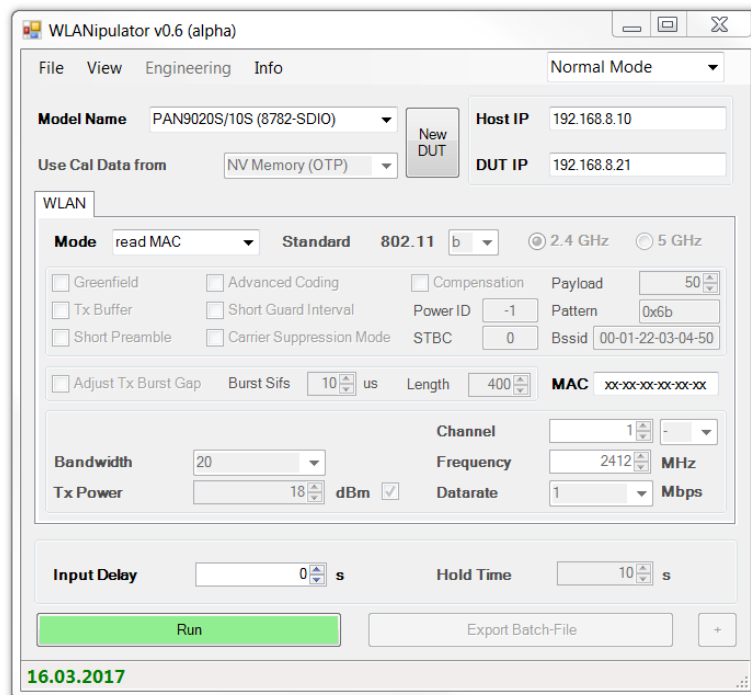 WLANipulator v0.6 (alpha)
File View Engineering Info Normal Mode
Model Name PAN9020S/10S (8782-SDIO) New DUT Host IP 192.168.8.10
Use Cal Data from NV Memory (OTP) DUT IP 192.168.8.21
WLAN
Mode read MAC Standard 802.11 b 2.4 GHz 5 GHz
Greenfield Advanced Coding Compensation Payload 50
Tx Buffer Short Guard Interval Power ID -1 Pattern 0x6b
Short Preamble Carrier Suppression Mode STBC 0 Bssid 00-01-22-03-04-50
Adjust Tx Burst Gap Burst Sifs 10 us Length 400 MAC xx-xx-xx-xx-xx-xx
Channel 1 -
Bandwidth 20 Frequency 2412 MHz
Tx Power 18 dBm Datarate 1 Mbps
Input Delay 0 s Hold Time 10 s
Run Export Batch-File +
16.03.2017